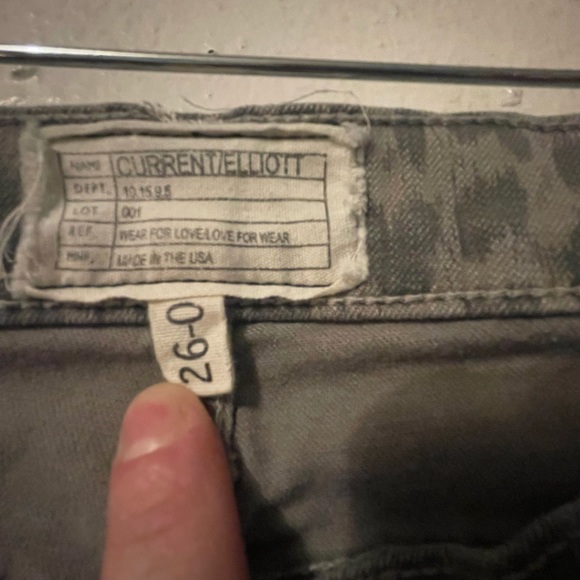 NAME CURRENT/ELLIOTT
DEPT. 10.15.9.5
LOT 001
REF. WEAR FOR LOVE-LOVE FOR WEAR
MNF. MADE IN THE USA
26-0